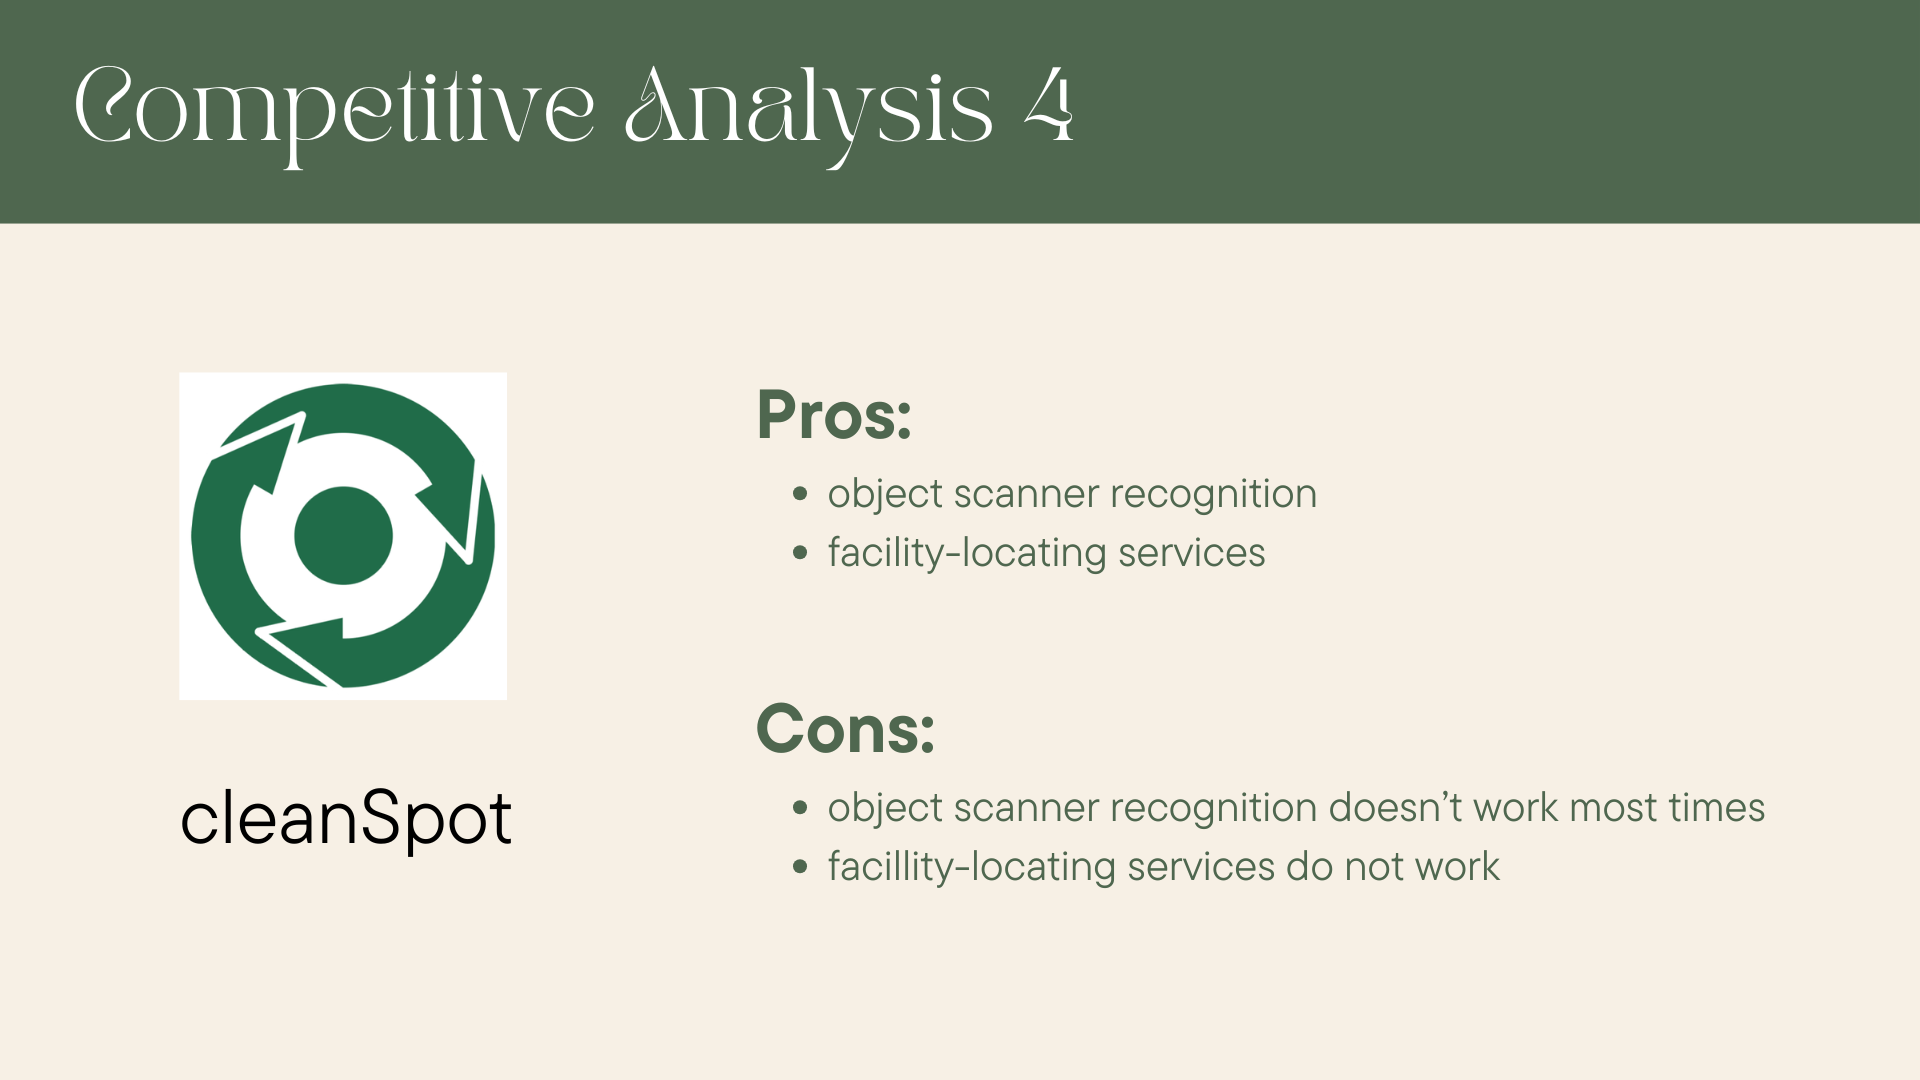 Competitive Analysis 4
cleanSpot
Pros:
• object scanner recognition
• facility-locating services
Cons:
• object scanner recognition doesn’t work most times
• facillity-locating services do not work